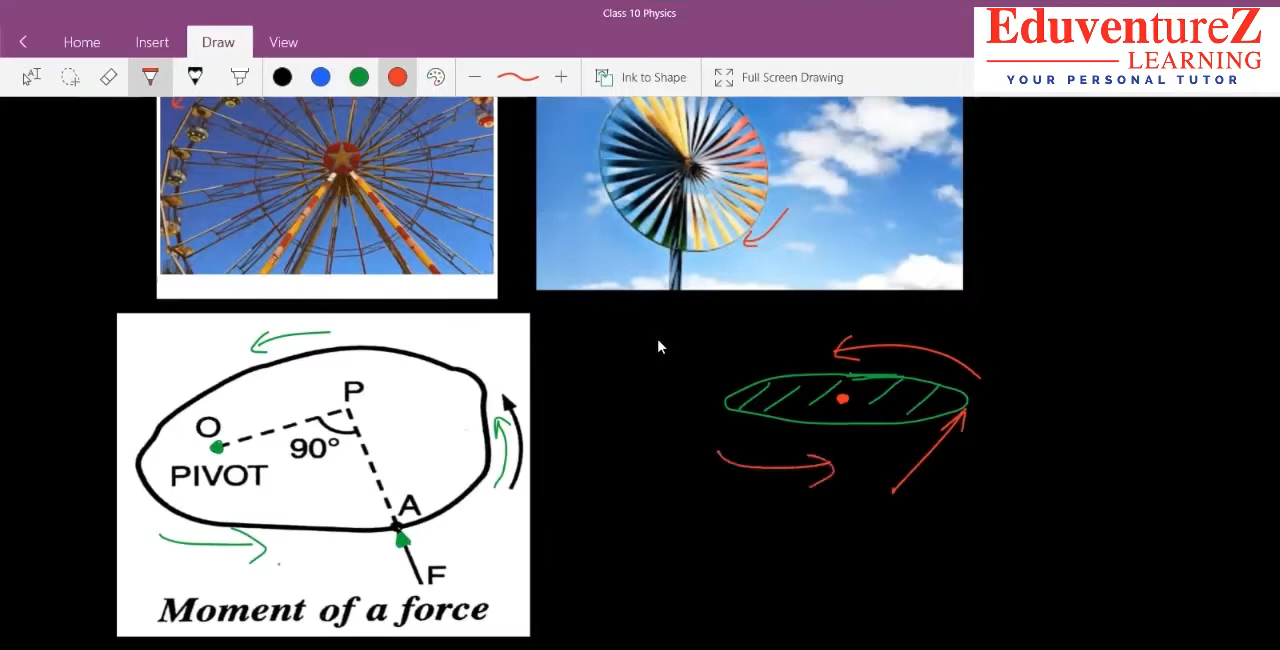 Class 10 Physics
EduventureZ
LEARNING
YOUR PERSONAL TUTOR
Home Insert Draw View
Ink to Shape Full Screen Drawing
P
O
90°
PIVOT
A
F
Moment of a force